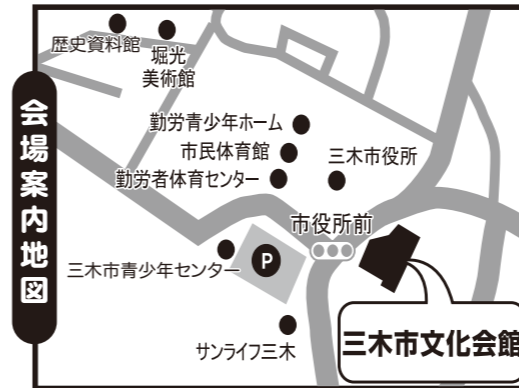 会場案内地図
歴史資料館
堀光
美術館
勤労青少年ホーム
市民体育館
三木市役所
勤労者体育センター
市役所前
三木市青少年センター
P
サンライフ三木
三木市文化会館